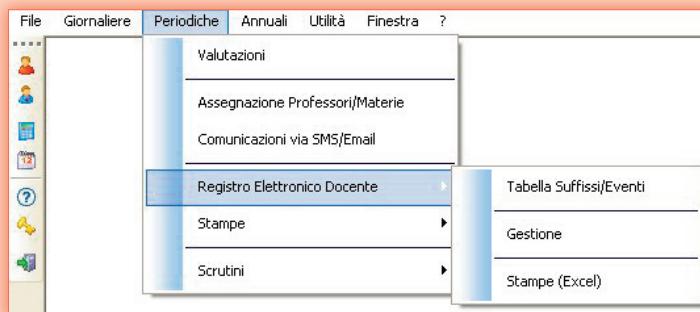 File Giornaliere Periodiche Annuali Utilità Finestra ?
Valutazioni
Assegnazione Professori/Materie
Comunicazioni via SMS/Email
Registro Elettronico Docente
Tabella Suffissi/Eventi
Stampe
Gestione
Scrutini
Stampe (Excel)
12
?